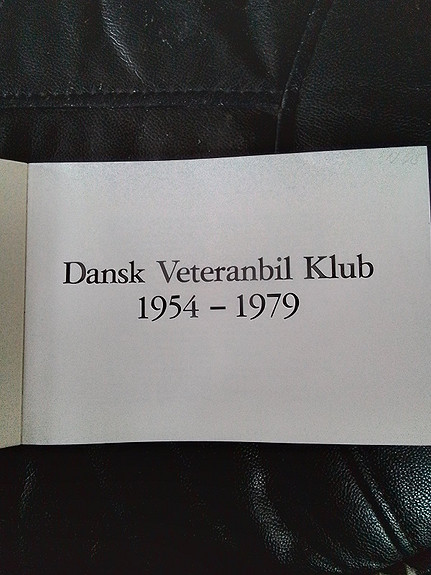 Dansk Veteranbil Klub
1954 – 1979